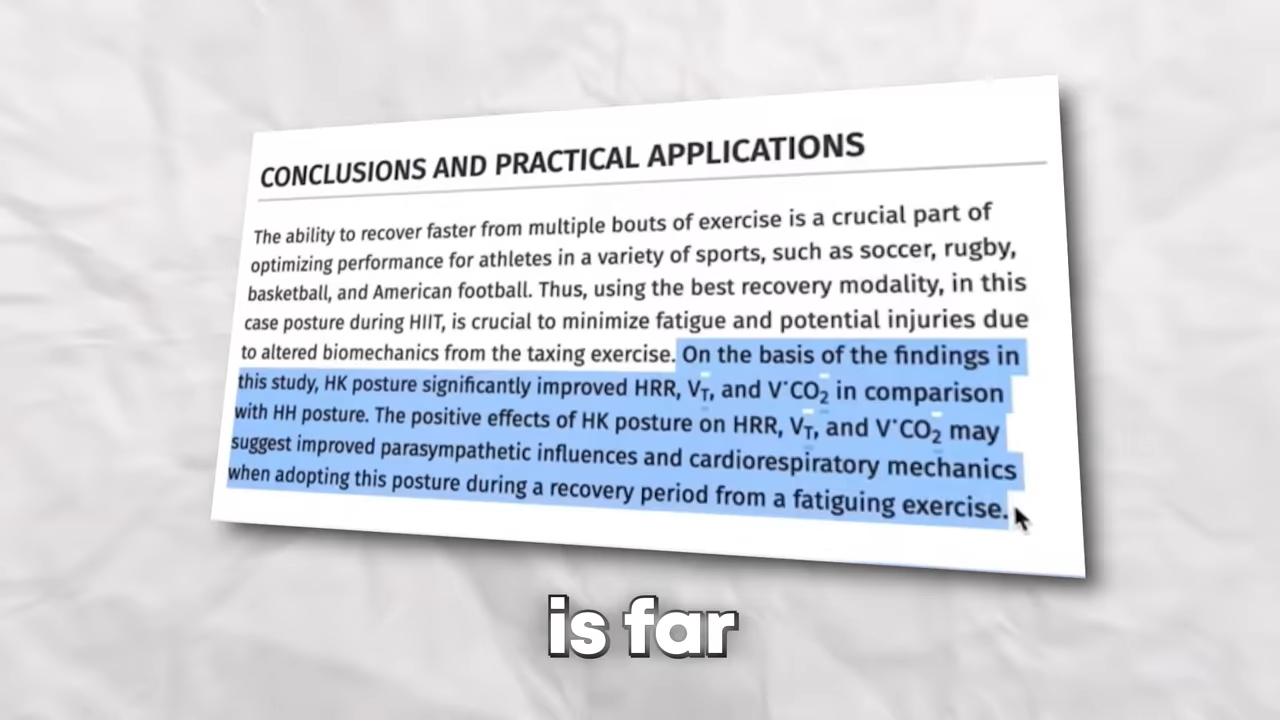 CONCLUSIONS AND PRACTICAL APPLICATIONS
The ability to recover faster from multiple bouts of exercise is a crucial part of
optimizing performance for athletes in a variety of sports, such as soccer, rugby,
basketball, and American football. Thus, using the best recovery modality, in this
case posture during HIIT, is crucial to minimize fatigue and potential injuries due
to altered biomechanics from the taxing exercise. On the basis of the findings in
this study, HK posture significantly improved HRR, V<sub>T</sub>, and V˙CO₂ in comparison
with HH posture. The positive effects of HK posture on HRR, V<sub>T</sub>, and V˙CO₂ may
suggest improved parasympathetic influences and cardiorespiratory mechanics
when adopting this posture during a recovery period from a fatiguing exercise.
is far